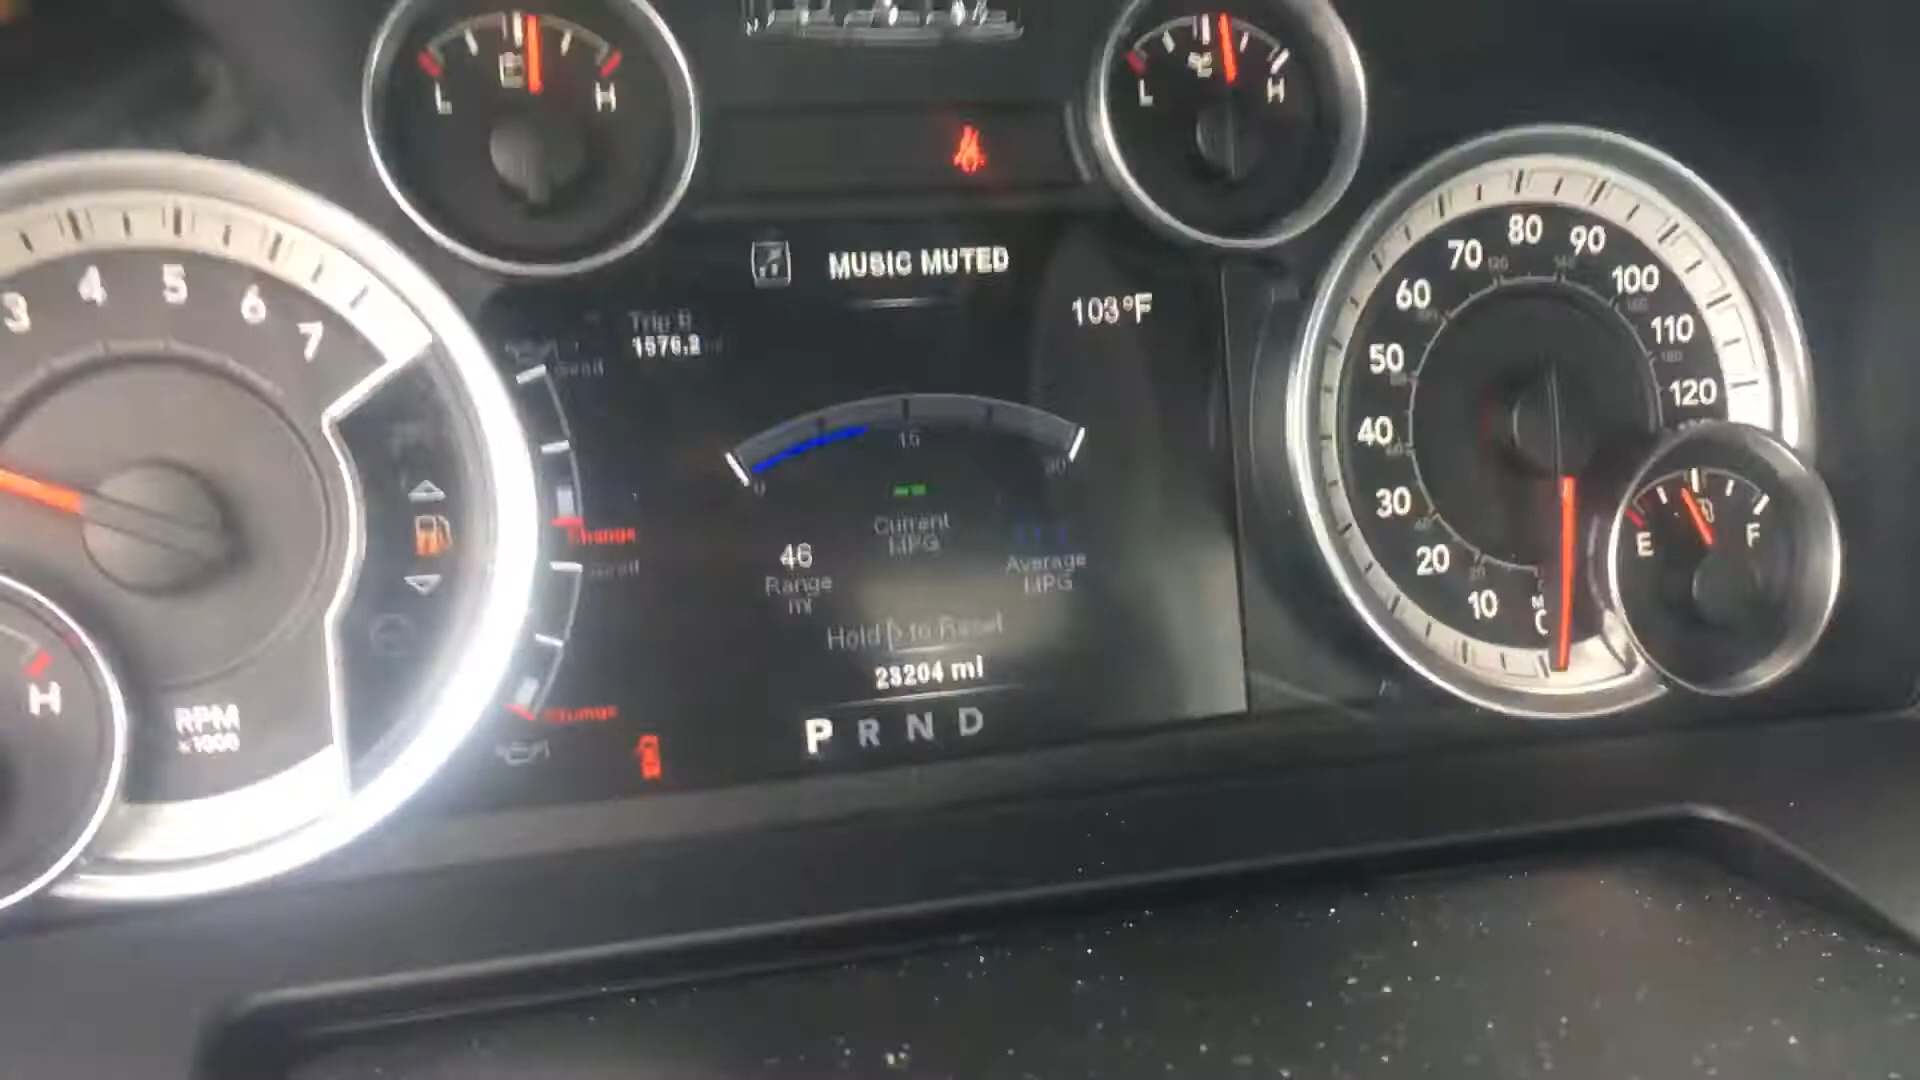 L H
L H
MUSIC MUTED
103°F
Trip B
1576.2
3 4 5 6 7
RPM
x1000
H
0 15 30
Change
Current
MPG
46
Range
mi
Average
MPG
Hold to Reset
23204 mi
P R N D
10 20 30 40 50 60 70 80 90 100 110 120
E F